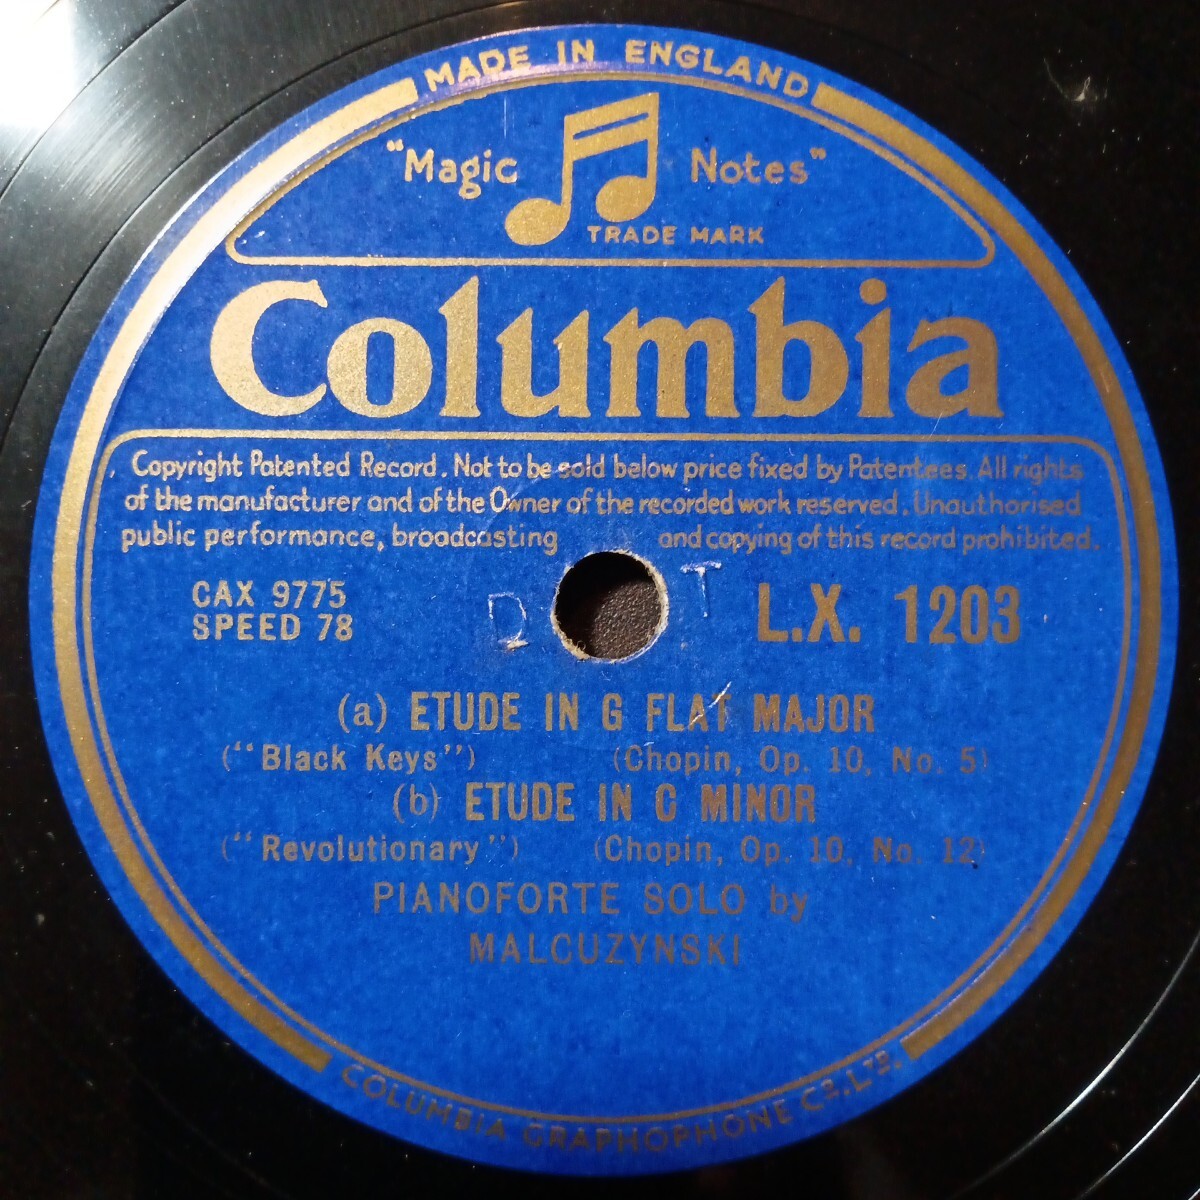 MADE IN ENGLAND
"Magic Notes"
TRADE MARK
Columbia
Copyright Patented Record. Not to be sold below price fixed by Patentees. All rights
of the manufacturer and of the Owner of the recorded work reserved. Unauthorised
public performance, broadcasting and copying of this record prohibited.
CAX 9775
SPEED 78
D T
L.X. 1203
(a) ETUDE IN G FLAT MAJOR
("Black Keys") (Chopin, Op. 10, No. 5)
(b) ETUDE IN C MINOR
("Revolutionary") (Chopin, Op. 10, No. 12)
PIANOFORTE SOLO by
MALCUZYNSKI
COLUMBIA GRAPHOPHONE Co. LTD.